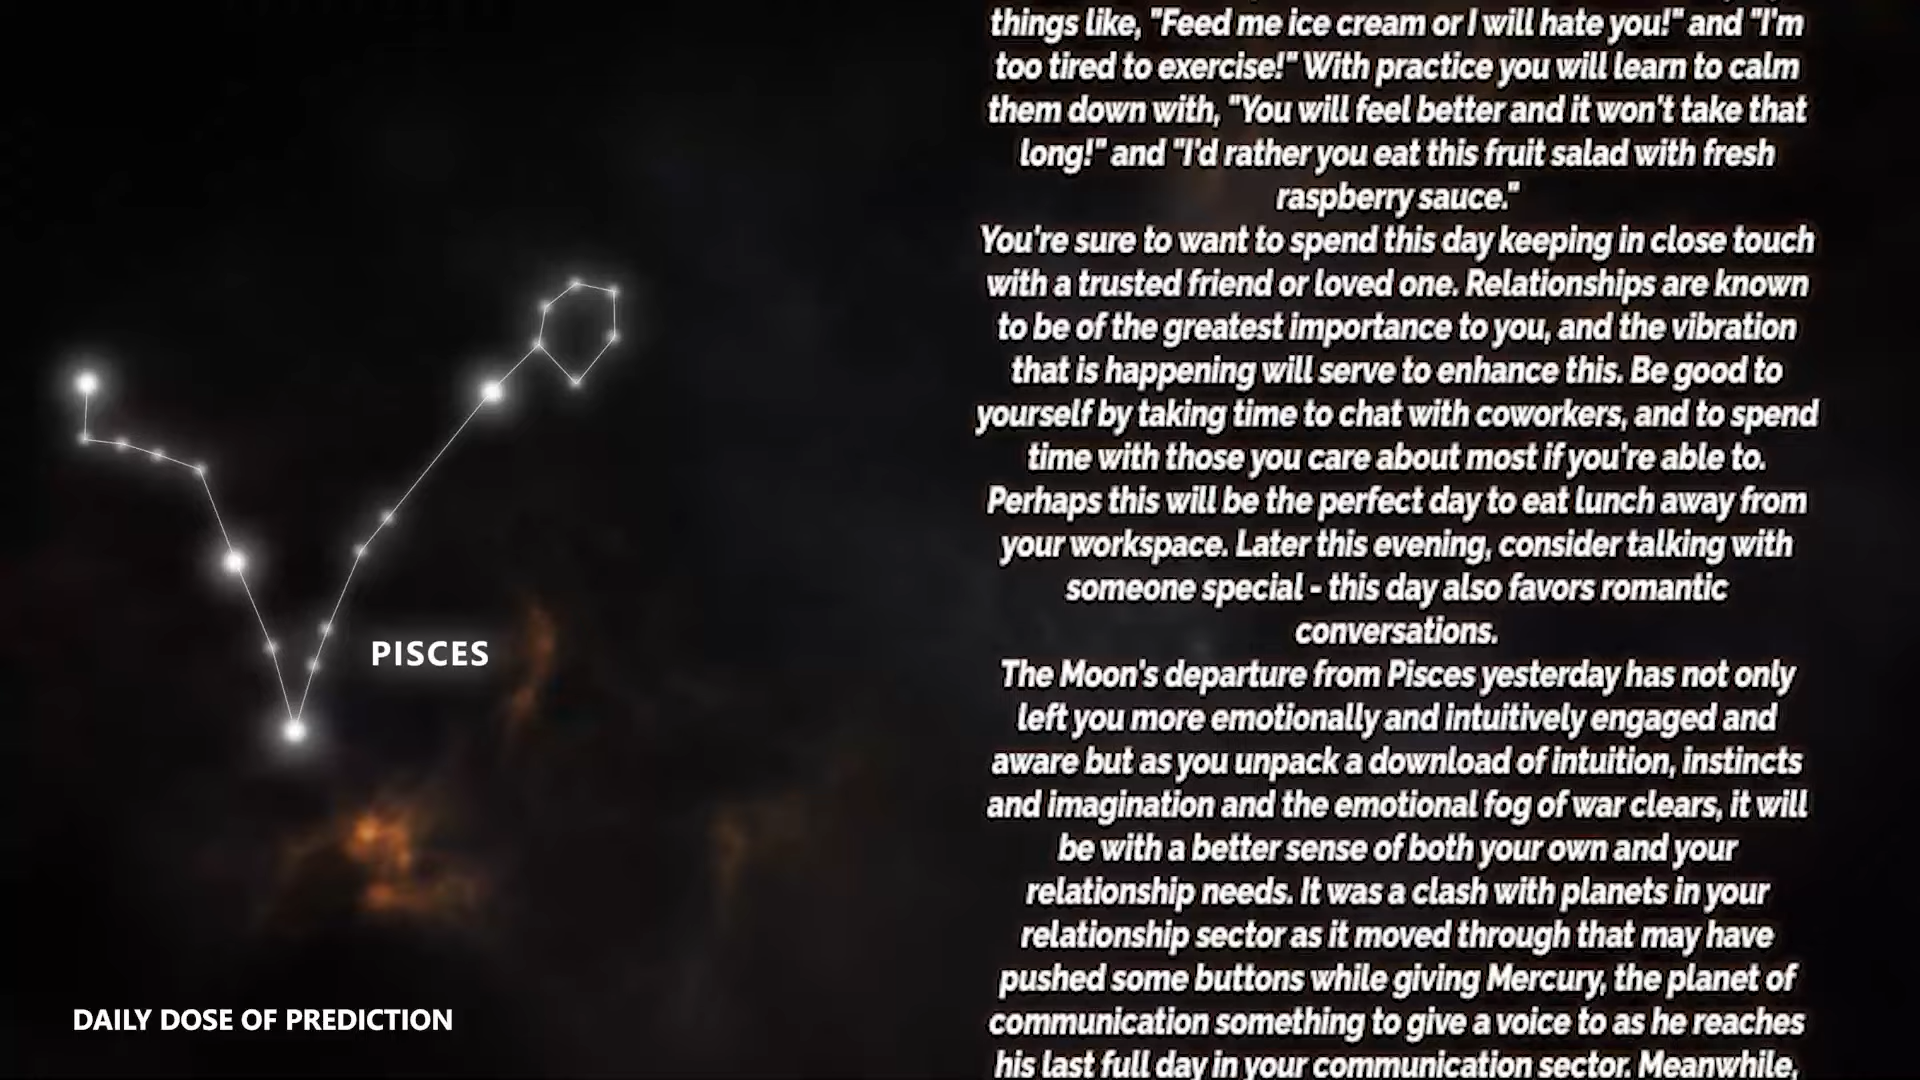 things like, "Feed me ice cream or I will hate you!" and "I'm
too tired to exercise!" With practice you will learn to calm
them down with, "You will feel better and it won't take that
long!" and "I'd rather you eat this fruit salad with fresh
raspberry sauce."
You're sure to want to spend this day keeping in close touch
with a trusted friend or loved one. Relationships are known
to be of the greatest importance to you, and the vibration
that is happening will serve to enhance this. Be good to
yourself by taking time to chat with coworkers, and to spend
time with those you care about most if you're able to.
Perhaps this will be the perfect day to eat lunch away from
your workspace. Later this evening, consider talking with
someone special - this day also favors romantic
conversations.
The Moon's departure from Pisces yesterday has not only
left you more emotionally and intuitively engaged and
aware but as you unpack a download of intuition, instincts
and imagination and the emotional fog of war clears, it will
be with a better sense of both your own and your
relationship needs. It was a clash with planets in your
relationship sector as it moved through that may have
pushed some buttons while giving Mercury, the planet of
communication something to give a voice to as he reaches
his last full day in your communication sector. Meanwhile,
PISCES
DAILY DOSE OF PREDICTION